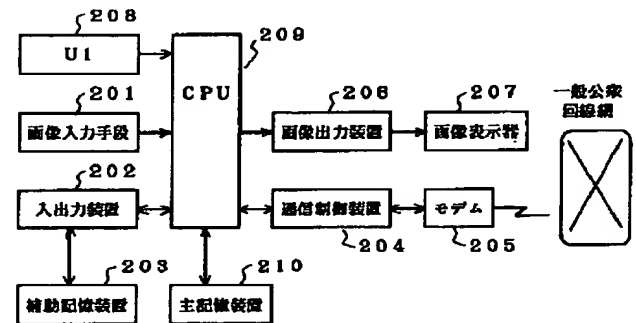 208
UI
209
CPU
201
画像入力手段
206
画像出力装置
207
画像表示器
一般公衆
回線網
202
入出力装置
通信制御装置
204
モデム
205
203
補助記憶装置
210
主記憶装置